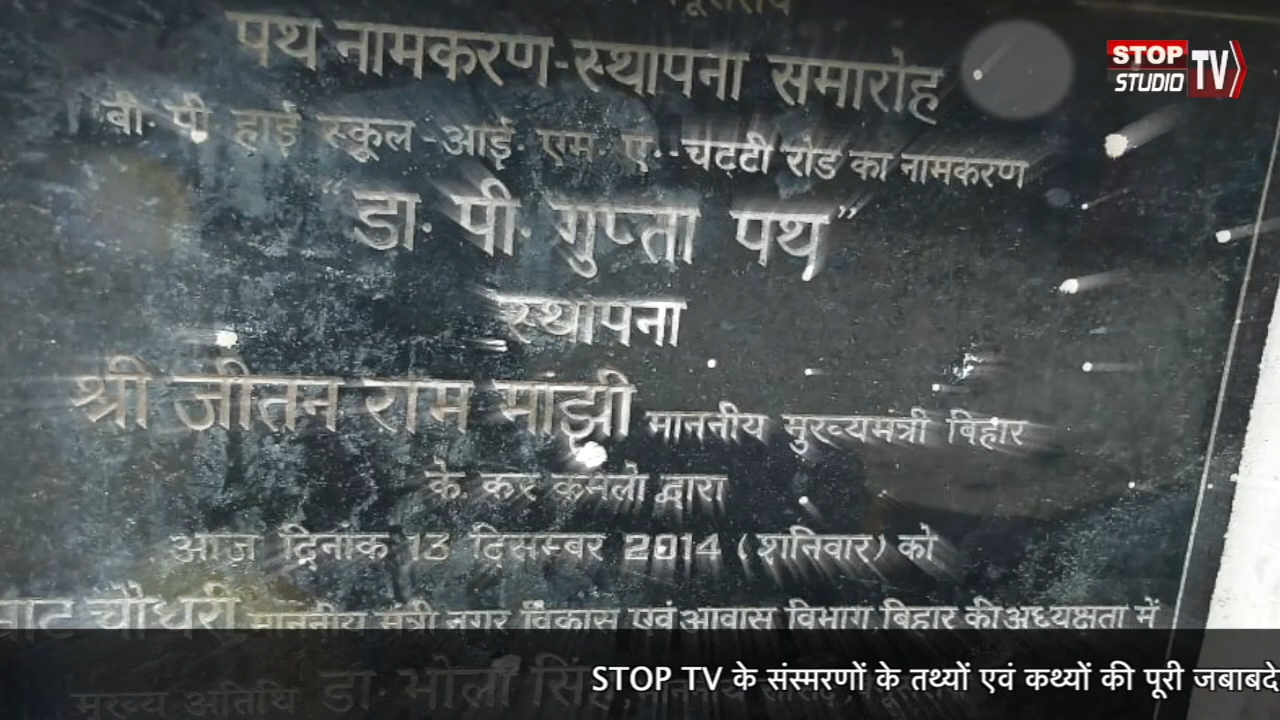 पथ नामकरण-स्थापना समारोह
बी. पी. हाई स्कूल - आई. एम. ए. - चट्टी रोड का नामकरण
"डा. पी. गुप्ता पथ"
स्थापना
श्री जीतन राम मांझी माननीय मुख्यमंत्री बिहार
के कर कमलो द्वारा
आज दिनांक 13 दिसम्बर 2014 (शनिवार) को
चौधरी माननीय मंत्री नगर विकास एवं आवास विभाग, बिहार की अध्यक्षता में
मुख्य अतिथि डा. भोला
STOP
STUDIO TV
STOP TV के संस्मरणों के तथ्यों एवं कथ्यों की पूरी जबाबदे